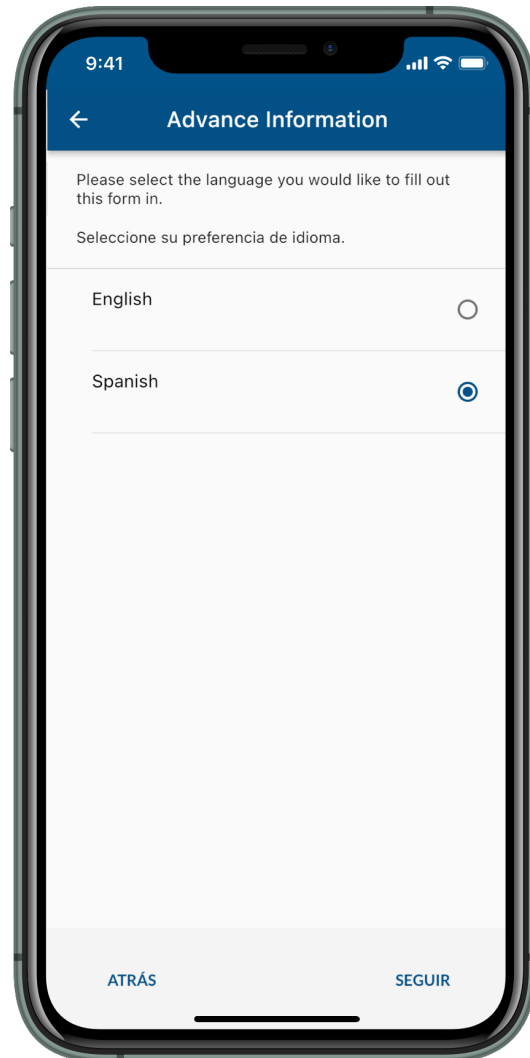 9:41
Advance Information
Please select the language you would like to fill out
this form in.
Seleccione su preferencia de idioma.
English
Spanish
ATRÁS
SEGUIR